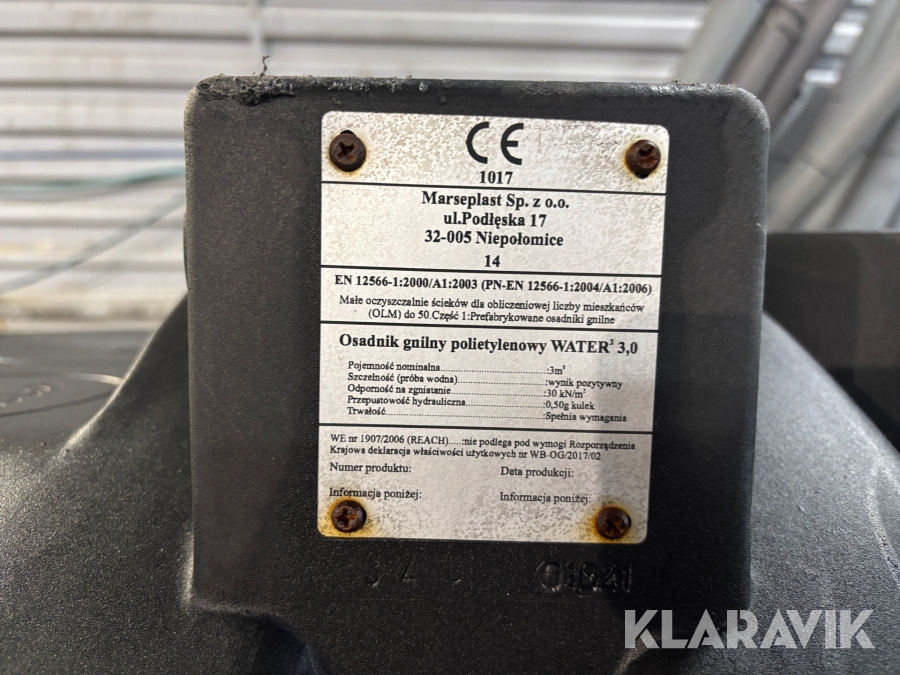 CE
1017
Marseplast Sp. z o.o.
ul.Podłęska 17
32-005 Niepołomice
14
EN 12566-1:2000/A1:2003 (PN-EN 12566-1:2004/A1:2006)
Małe oczyszczalnie ścieków dla obliczeniowej liczby mieszkańców
(OLM) do 50.Część 1:Prefabrykowane osadniki gnilne
Osadnik gnilny polietylenowy WATER³ 3,0
Pojemność nominalna..............................:3m³
Szczelność (próba wodna).......................:wynik pozytywny
Odporność na zgniatanie.........................:30 kN/m²
Przepustowość hydrauliczna....................:0,50g kulek
Trwałość................................................:Spełnia wymagania
WE nr 1907/2006 (REACH).....:nie podlega pod wymogi Rozporządzenia
Krajowa deklaracja właściwości użytkowych nr WB-OG/2017/02
Numer produktu: Data produkcji:
Informacja poniżej: Informacja poniżej:
KLARAVIK